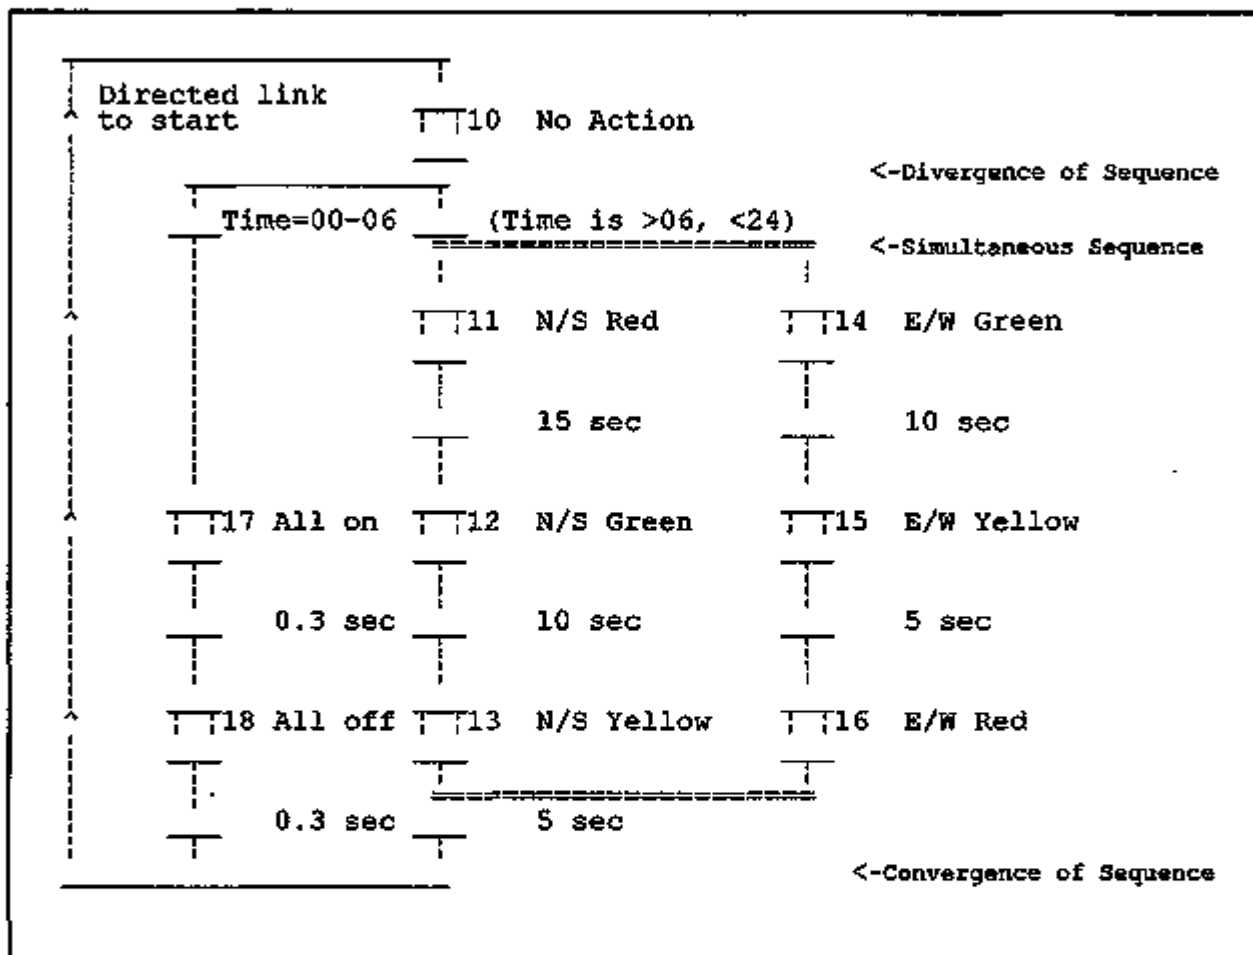 Directed link
to start
10 No Action
<-Divergence of Sequence
Time=00-06 (Time is >06, <24)
<-Simultaneous Sequence
11 N/S Red 14 E/W Green
15 sec 10 sec
17 All on 12 N/S Green 15 E/W Yellow
0.3 sec 10 sec 5 sec
18 All off 13 N/S Yellow 16 E/W Red
0.3 sec 5 sec
<-Convergence of Sequence